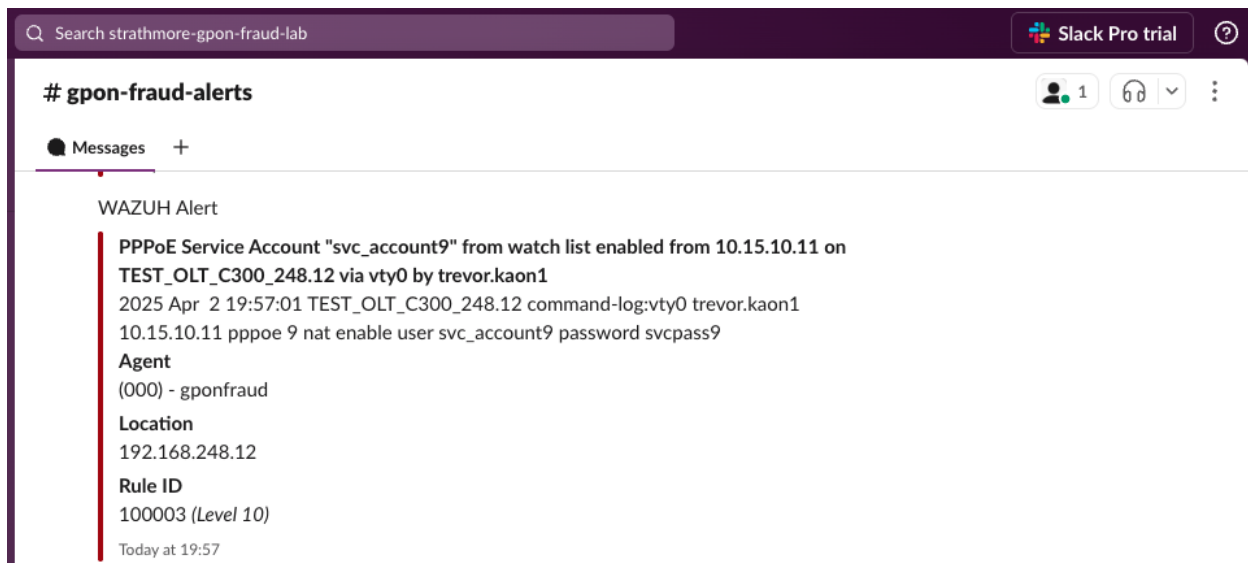 Search strathmore-gpon-fraud-lab
Slack Pro trial
# gpon-fraud-alerts
1
Messages
WAZUH Alert
PPPoE Service Account "svc_account9" from watch list enabled from 10.15.10.11 on
TEST_OLT_C300_248.12 via vty0 by trevor.kaon1
2025 Apr  2 19:57:01 TEST_OLT_C300_248.12 command-log:vty0 trevor.kaon1
10.15.10.11 pppoe 9 nat enable user svc_account9 password svcpass9
Agent
(000) - gponfraud
Location
192.168.248.12
Rule ID
100003 (Level 10)
Today at 19:57